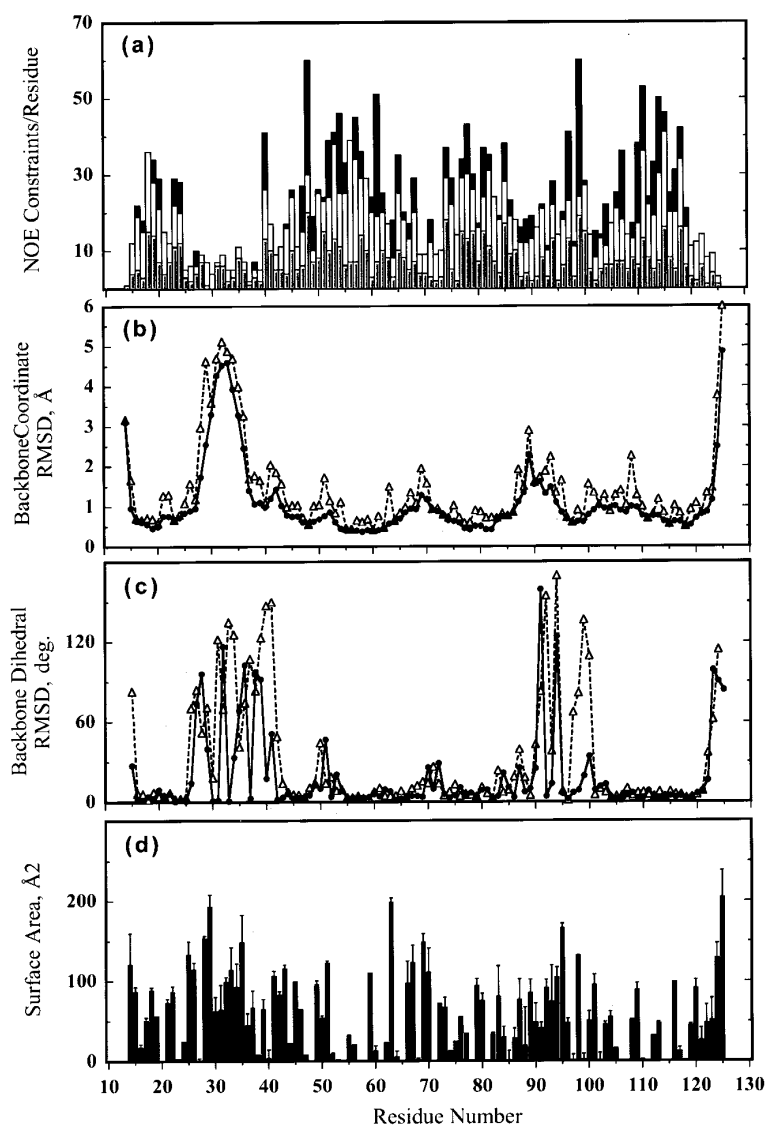 70
(a)
50
30
10
NOE Constraints/Residue
6
(b)
5
4
3
2
1
0
BackboneCoordinate
RMSD, Å
(c)
120
60
0
Backbone Dihedral
RMSD, deg.
(d)
200
100
0
Surface Area, Å2
10 20 30 40 50 60 70 80 90 100 110 120 130
Residue Number